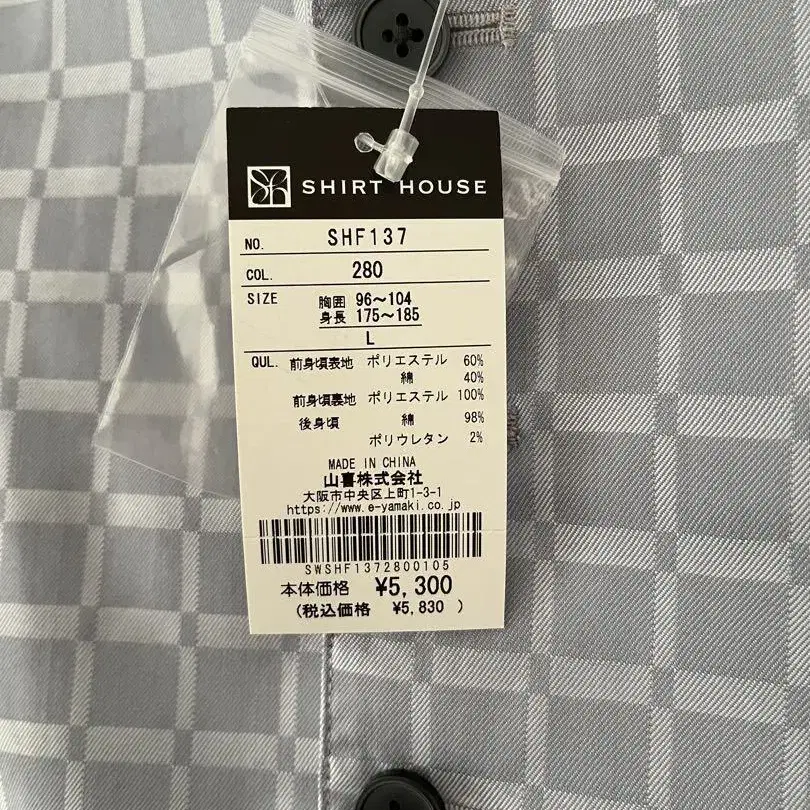 SHIRT HOUSE
NO. SHF137
COL. 280
SIZE 胸囲 96〜104
身長 175〜185
L
QUL. 前身頃表地 ポリエステル 60%
綿 40%
前身頃裏地 ポリエステル 100%
後身頃 綿 98%
ポリウレタン 2%
MADE IN CHINA
山喜株式会社
大阪市中央区上町1-3-1
https://www.e-yamaki.co.jp
SWSHF1372800105
本体価格 ¥5,300
(税込価格 ¥5,830 )